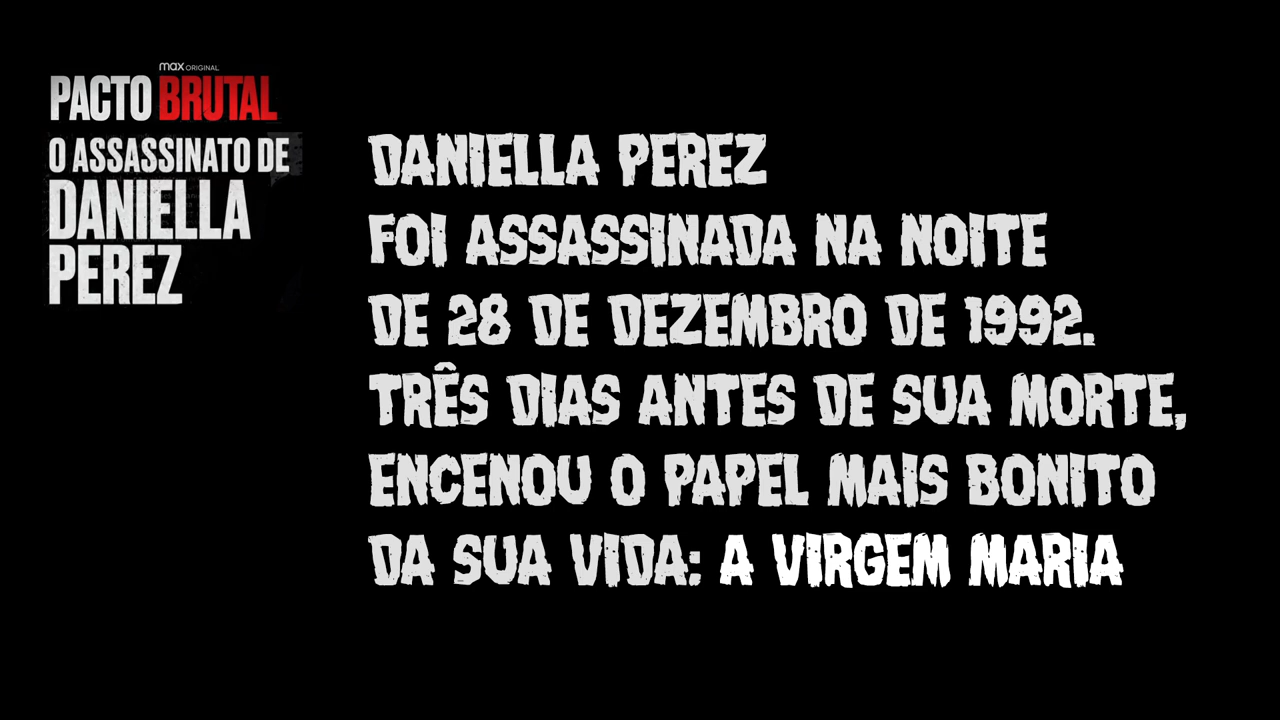 max ORIGINAL
PACTO BRUTAL
O ASSASSINATO DE
DANIELLA
PEREZ
DANIELLA PEREZ
FOI ASSASSINADA NA NOITE
DE 28 DE DEZEMBRO DE 1992.
TRÊS DIAS ANTES DE SUA MORTE,
ENCENOU O PAPEL MAIS BONITO
DA SUA VIDA: A VIRGEM MARIA